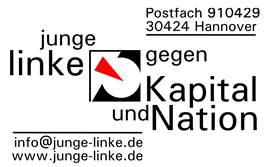 Postfach 910429
30424 Hannover
junge
linke
gegen
Kapital
und Nation
info@junge-linke.de
www.junge-linke.de